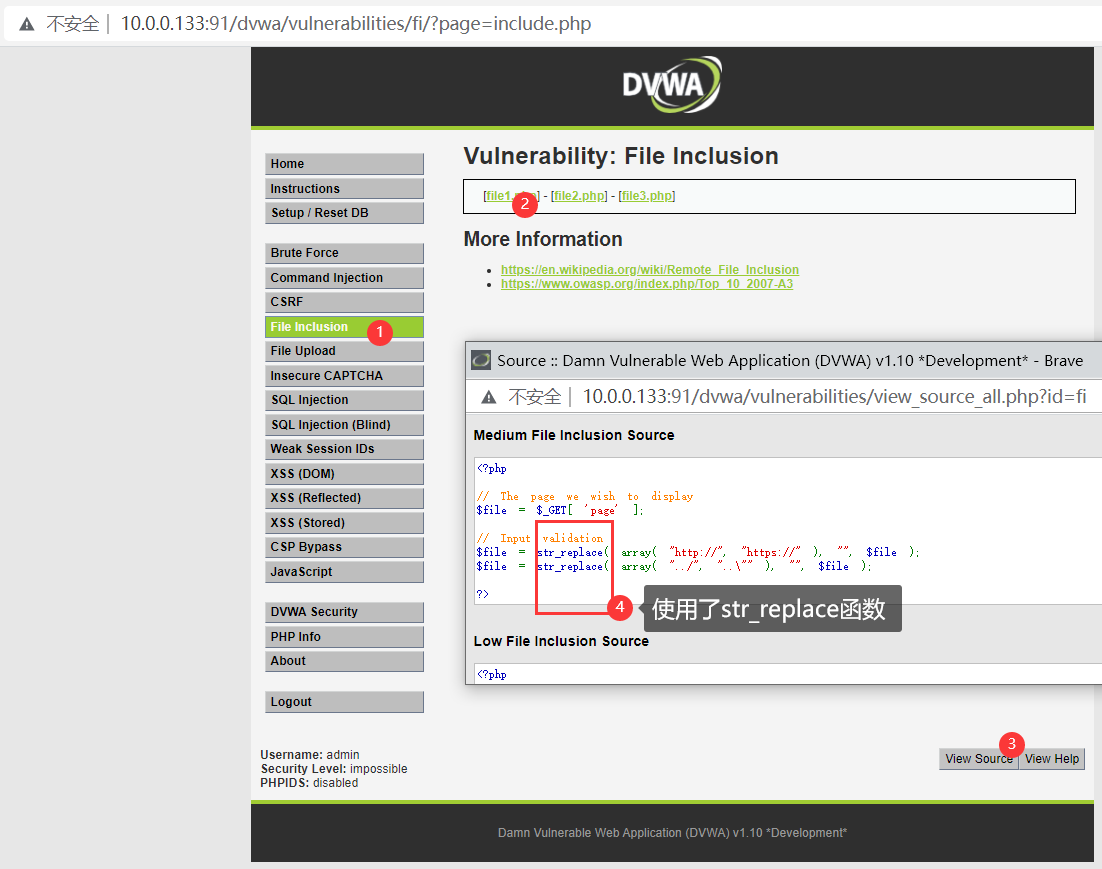 不安全 10.0.0.133:91/dvwa/vulnerabilities/fi/?page=include.php
DVWA
Home
Instructions
Setup / Reset DB
Brute Force
Command Injection
CSRF
File Inclusion 1
File Upload
Insecure CAPTCHA
SQL Injection
SQL Injection (Blind)
Weak Session IDs
XSS (DOM)
XSS (Reflected)
XSS (Stored)
CSP Bypass
JavaScript
DVWA Security
PHP Info
About
Logout
Username: admin
Security Level: impossible
PHPIDS: disabled
Vulnerability: File Inclusion
[file1.php] - [file2.php] - [file3.php]
2
More Information
https://en.wikipedia.org/wiki/Remote_File_Inclusion
https://www.owasp.org/index.php/Top_10_2007-A3
Source :: Damn Vulnerable Web Application (DVWA) v1.10 *Development* - Brave
不安全 10.0.0.133:91/dvwa/vulnerabilities/view_source_all.php?id=fi
Medium File Inclusion Source
<?php
// The page we wish to display
$file = $_GET[ 'page' ];
// Input validation
$file = str_replace( array( "http://", "https://" ), "", $file );
$file = str_replace( array( "../", "..\"" ), "", $file );
?>
4 使用了str_replace函数
Low File Inclusion Source
<?php
3
View Source View Help
Damn Vulnerable Web Application (DVWA) v1.10 *Development*